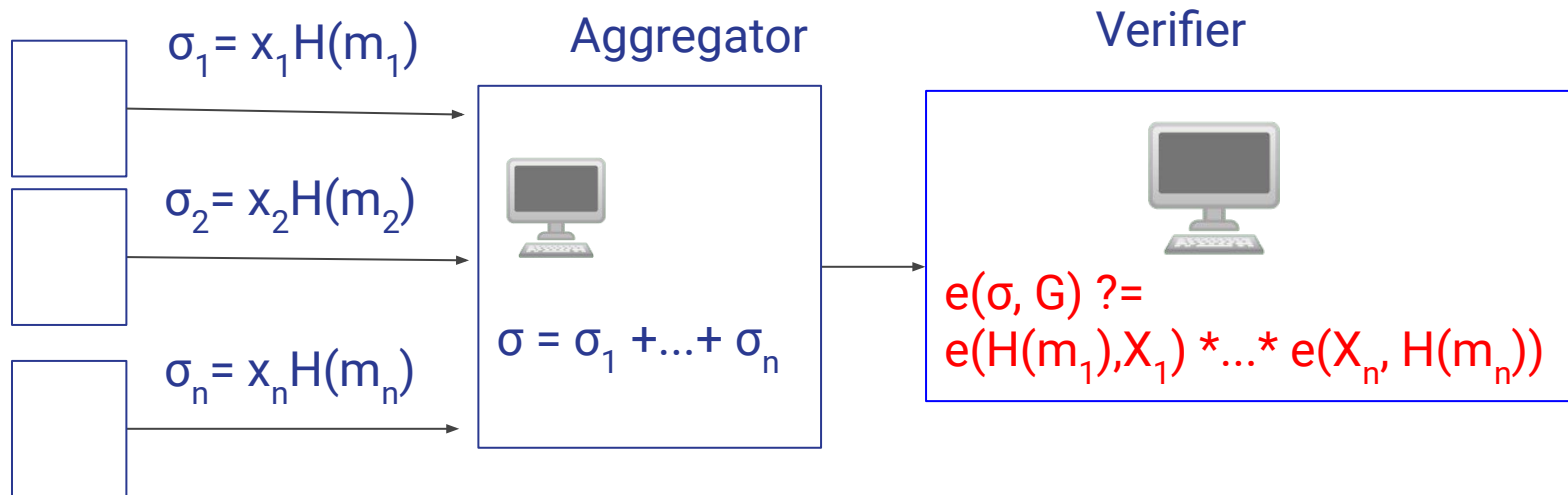 σ₁= x₁H(m₁)
Aggregator
Verifier
σ₂= x₂H(m₂)
σₙ= xₙH(mₙ)
σ = σ₁ +...+ σₙ
e(σ, G) ?=
e(H(m₁),X₁) *...* e(Xₙ, H(mₙ))